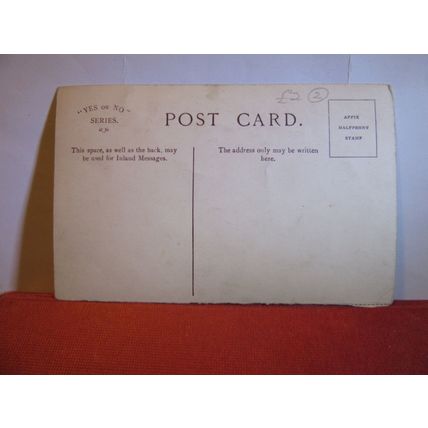 "YES or NO"
SERIES.
£2 2
POST CARD.
AFFIX
HALFPENNY
STAMP
This space, as well as the back, may
be used for Inland Messages.
The address only may be written
here.